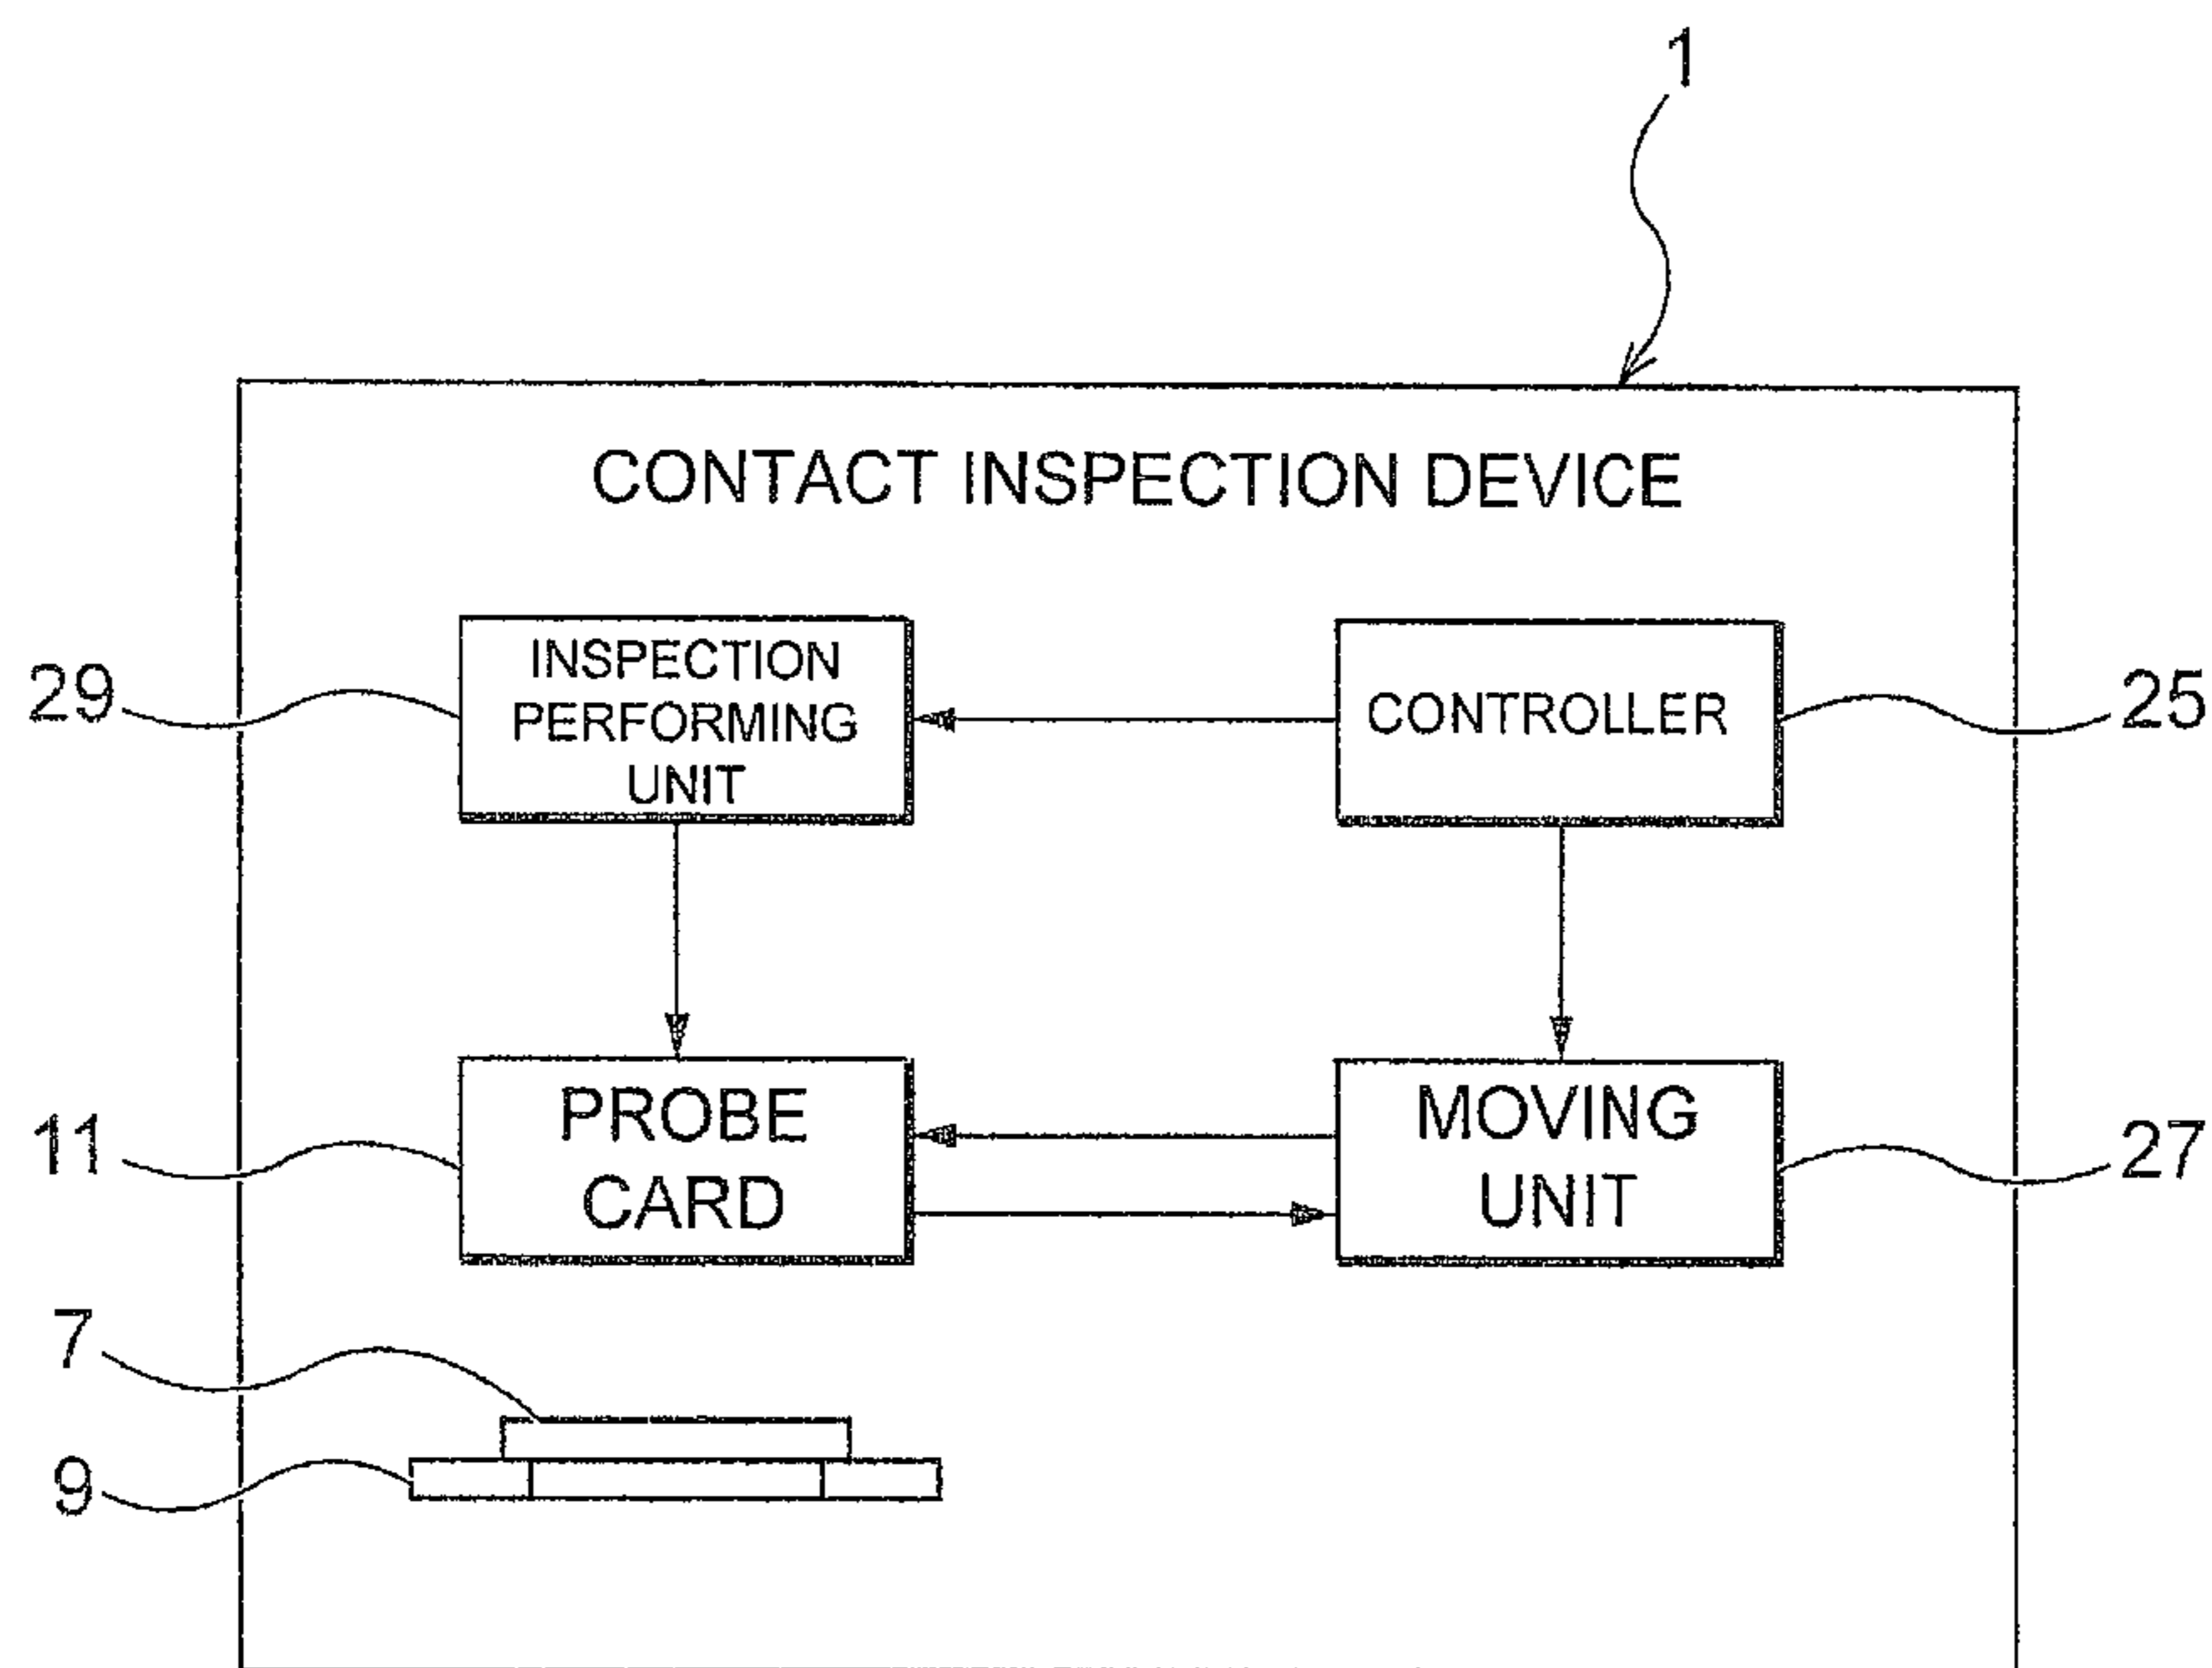 1
CONTACT INSPECTION DEVICE
29
INSPECTION
PERFORMING
UNIT
CONTROLLER
25
11
PROBE
CARD
MOVING
UNIT
27
7
9